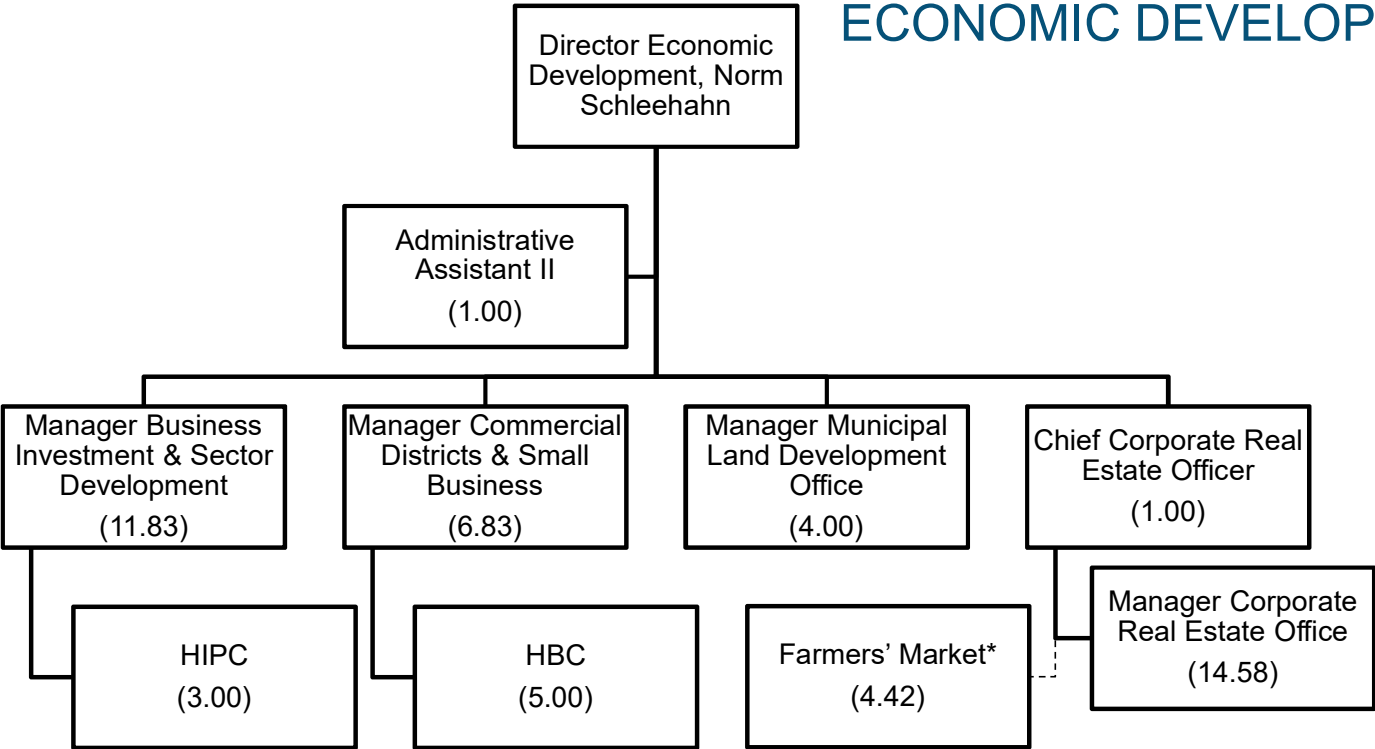 ECONOMIC DEVELOP
Director Economic
Development, Norm
Schleehahn
Administrative
Assistant II
(1.00)
Manager Business
Investment & Sector
Development
(11.83)
Manager Commercial
Districts & Small
Business
(6.83)
Manager Municipal
Land Development
Office
(4.00)
Chief Corporate Real
Estate Officer
(1.00)
HIPC
(3.00)
HBC
(5.00)
Farmers’ Market*
(4.42)
Manager Corporate
Real Estate Office
(14.58)